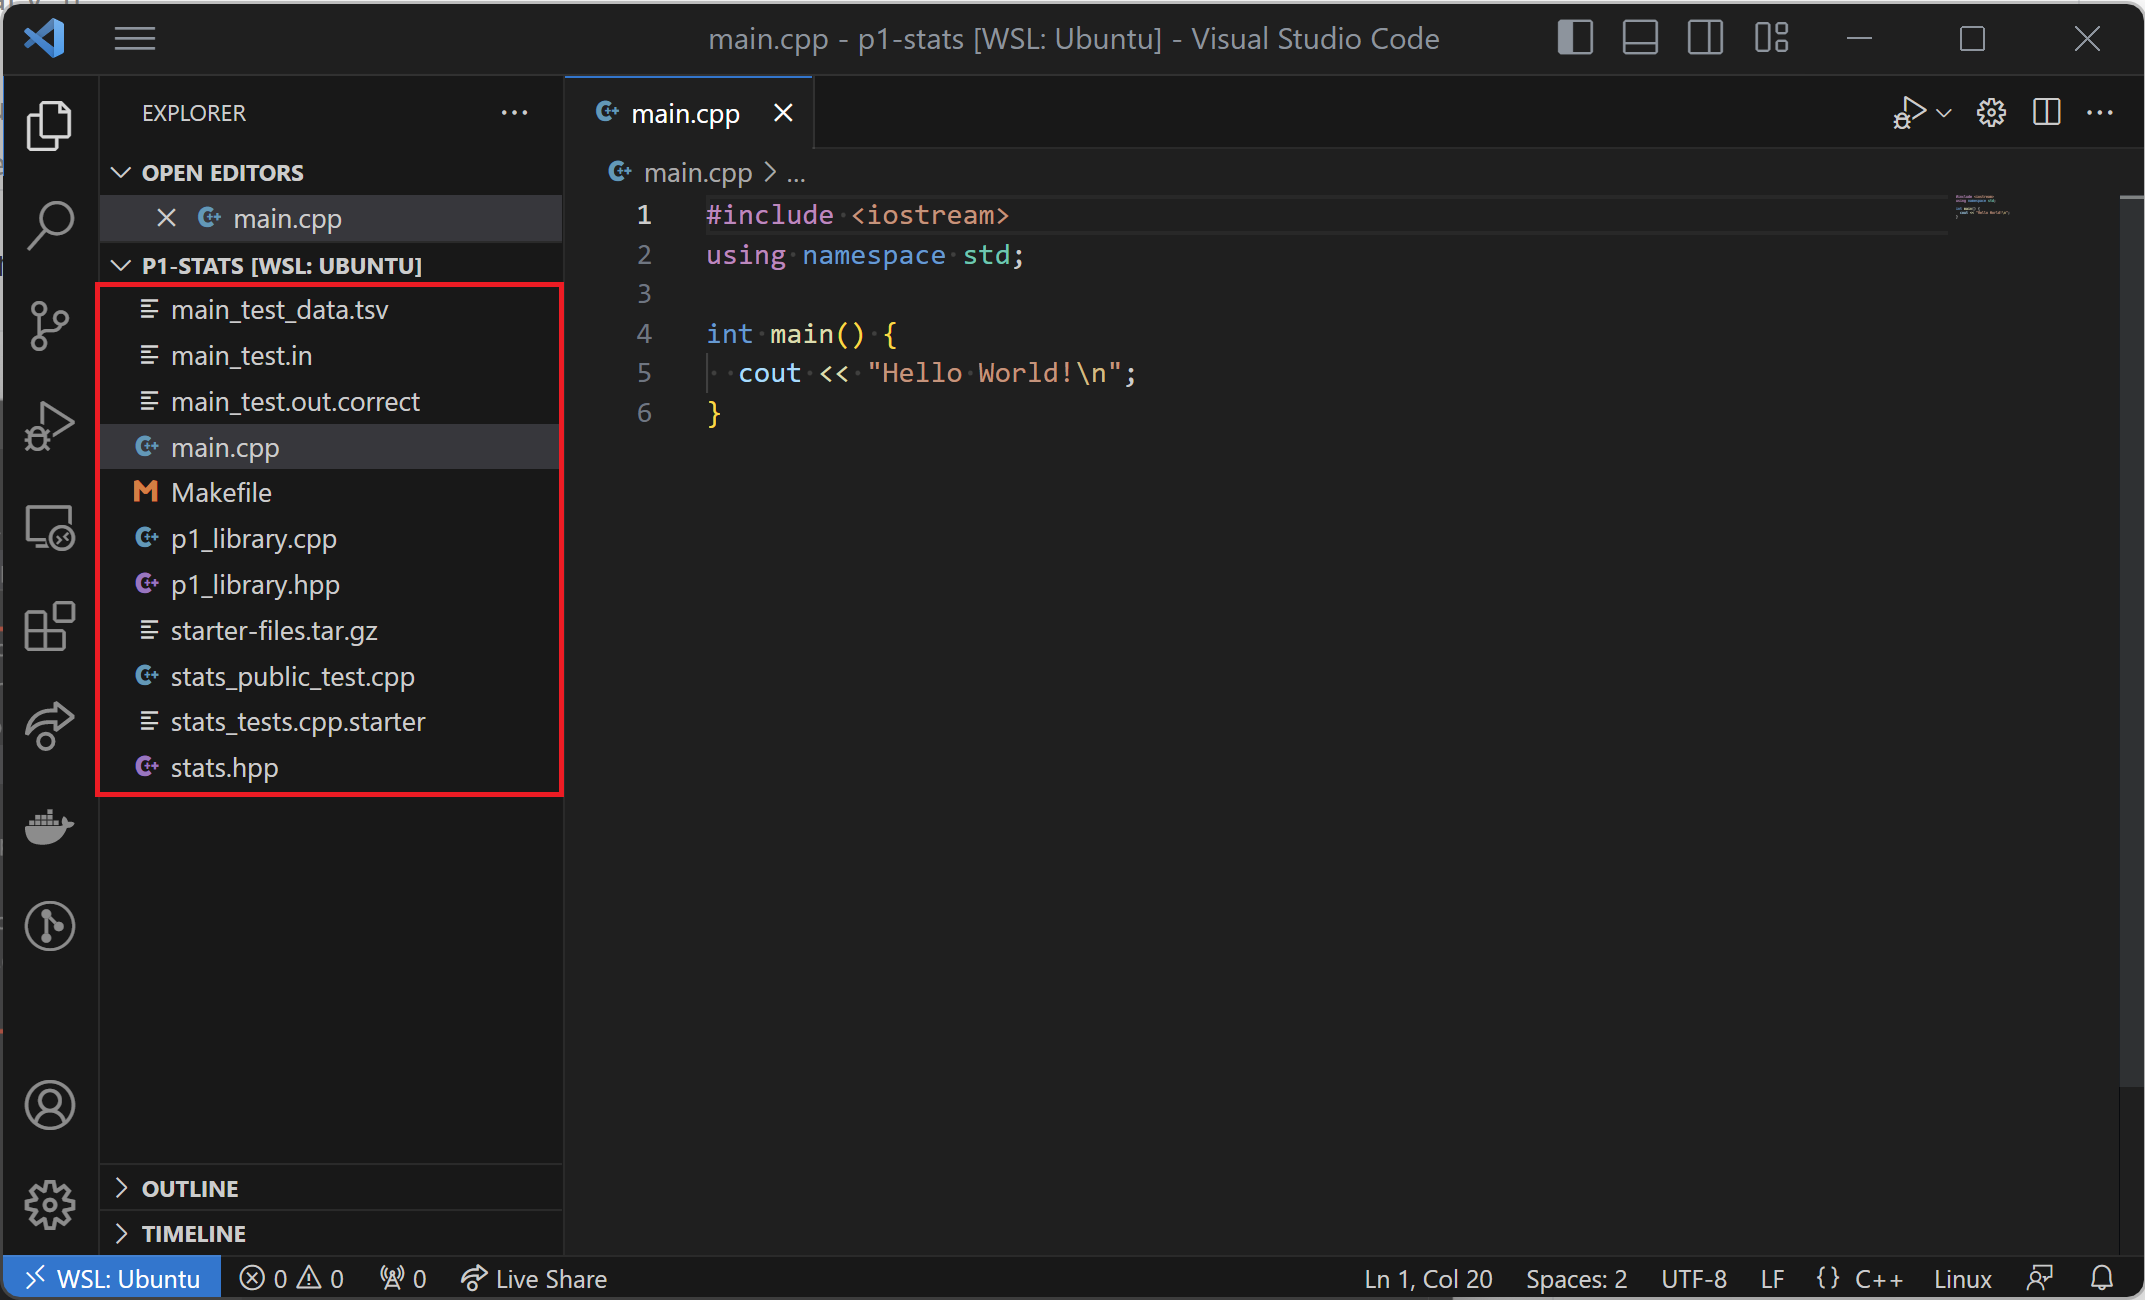 main.cpp - p1-stats [WSL: Ubuntu] - Visual Studio Code
EXPLORER
OPEN EDITORS
main.cpp
P1-STATS [WSL: UBUNTU]
main_test_data.tsv
main_test.in
main_test.out.correct
main.cpp
Makefile
p1_library.cpp
p1_library.hpp
starter-files.tar.gz
stats_public_test.cpp
stats_tests.cpp.starter
stats.hpp
OUTLINE
TIMELINE
main.cpp
main.cpp > ...
1 #include <iostream>
2 using namespace std;
3
4 int main() {
5   cout << "Hello World!\n";
6 }
WSL: Ubuntu 0 0 0 Live Share Ln 1, Col 20 Spaces: 2 UTF-8 LF {} C++ Linux